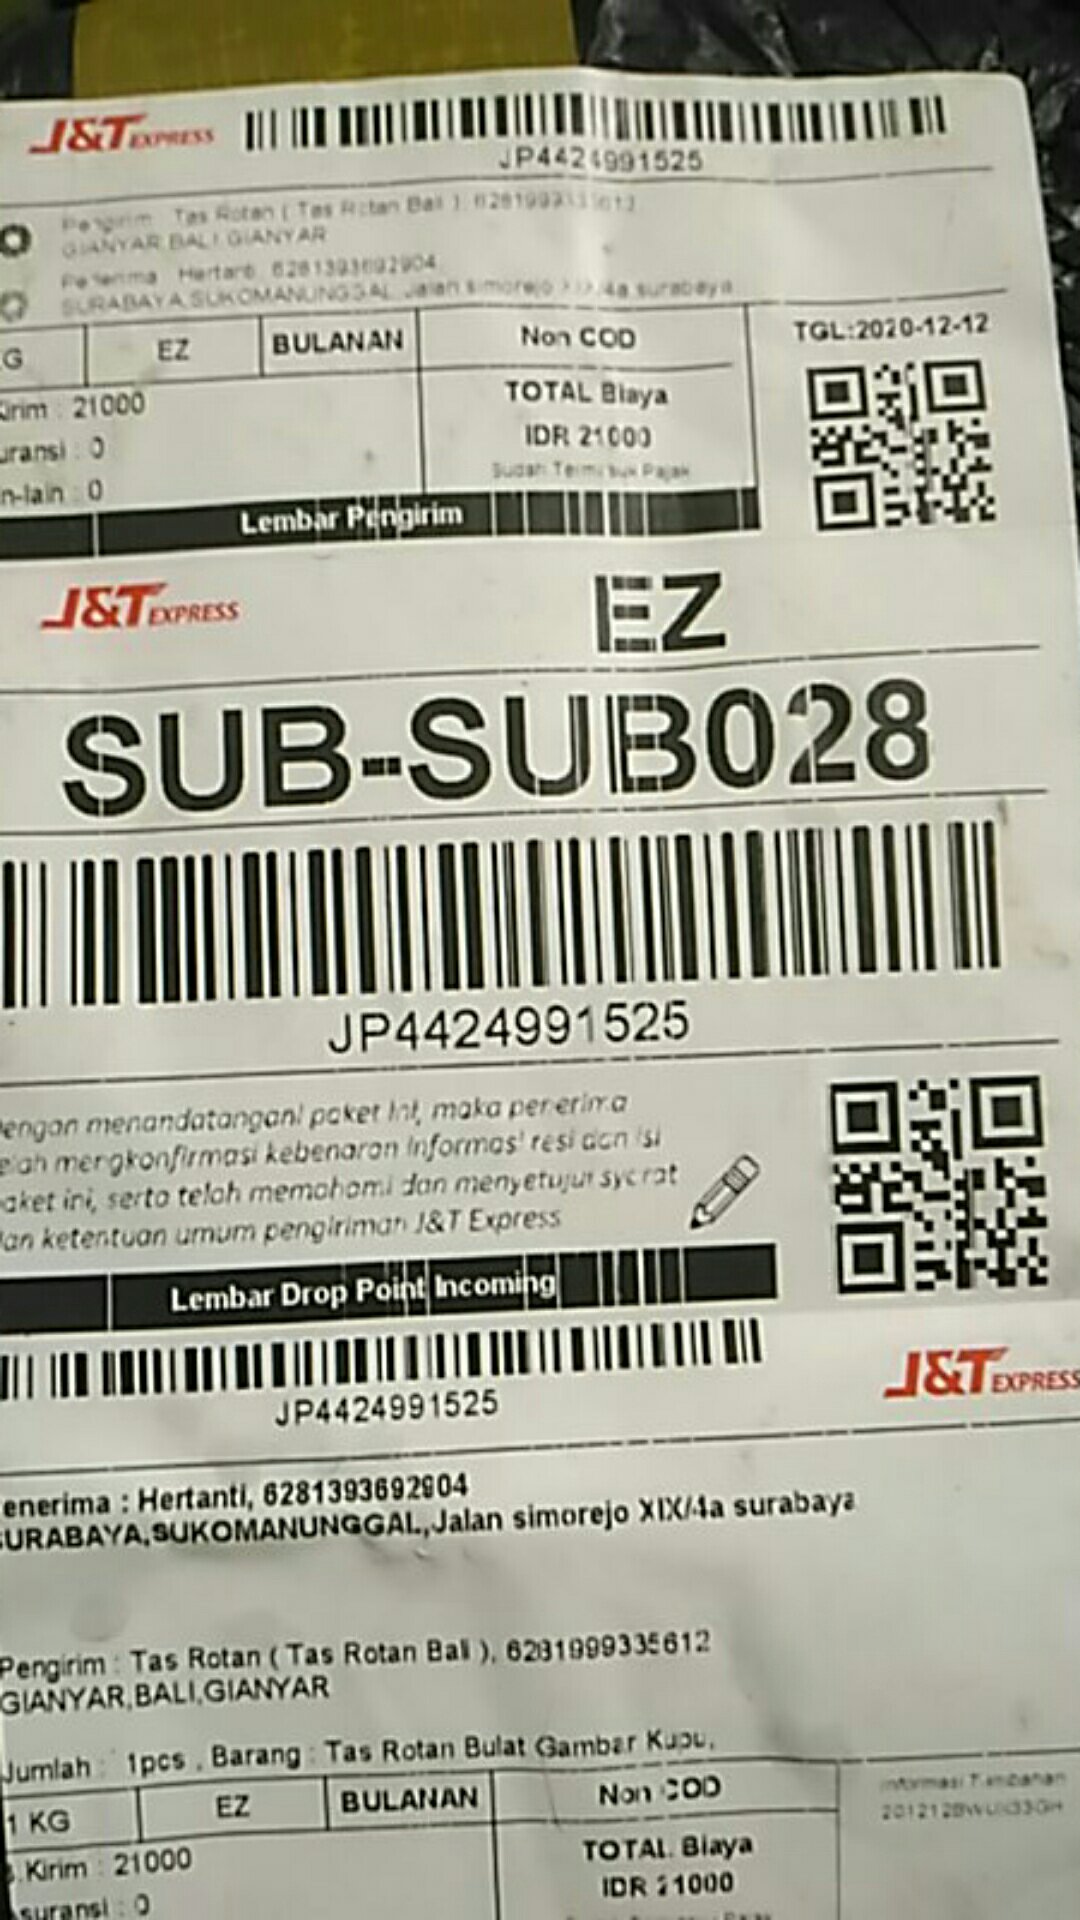 J&T EXPRESS
JP4424991525
Pengirim : Tas Rotan ( Tas Rotan Bali ),
GIANYAR,BALI,GIANYAR
Penerima : Hertanti, 6281393692904
SURABAYA,SUKOMANUNGGAL,Jalan simorejo XIX/4a surabaya
KG EZ BULANAN Non COD TGL:2020-12-12
Kirim : 21000
TOTAL Biaya
uransi : 0
IDR 21000
Sudah Termasuk Pajak
n-lain : 0
Lembar Pengirim
J&T EXPRESS
EZ
SUB-SUB028
JP4424991525
Dengan menandatangani paket ini, maka penerima
elah mengkonfirmasi kebenaran informasi resi dan isi
paket ini, serta telah memahami dan menyetujui syarat
dan ketentuan umum pengiriman J&T Express
Lembar Drop Point Incoming
JP4424991525
J&T EXPRESS
enerima : Hertanti, 6281393692904
SURABAYA,SUKOMANUNGGAL,Jalan simorejo XIX/4a surabaya
Pengirim : Tas Rotan ( Tas Rotan Bali ), 6281999335612
GIANYAR,BALI,GIANYAR
Jumlah : 1pcs , Barang : Tas Rotan Bulat Gambar Kupu,
1 KG EZ BULANAN Non COD
Informasi Tambahan
. Kirim : 21000
TOTAL Biaya
IDR 21000
suransi : 0